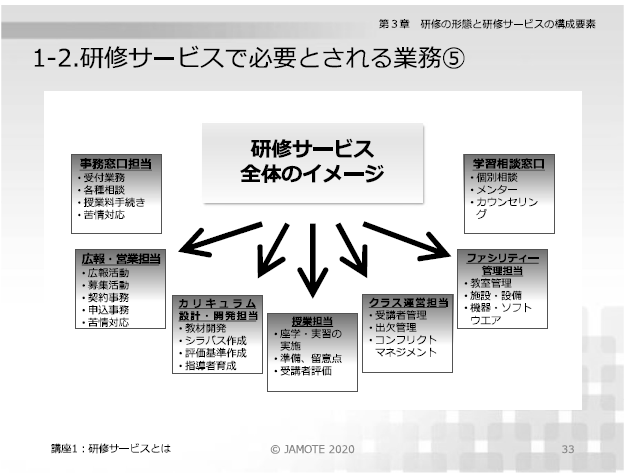 第３章　研修の形態と研修サービスの構成要素
1-2.研修サービスで必要とされる業務⑤
研修サービス
全体のイメージ
事務窓口担当
・受付業務
・各種相談
・授業料手続き
・苦情対応
学習相談窓口
・個別相談
・メンター
・カウンセリン
グ
広報・営業担当
・広報活動
・募集活動
・契約事務
・申込事務
・苦情対応
カリキュラム
設計・開発担当
・教材開発
・シラバス作成
・評価基準作成
・指導者育成
授業担当
・座学・実習の
実施
・準備、留意点
・受講者評価
クラス運営担当
・受講者管理
・出欠管理
・コンフリクト
マネジメント
ファシリティー
管理担当
・教室管理
・施設・設備
・機器・ソフト
ウエア
講座1：研修サービスとは
© JAMOTE 2020
33